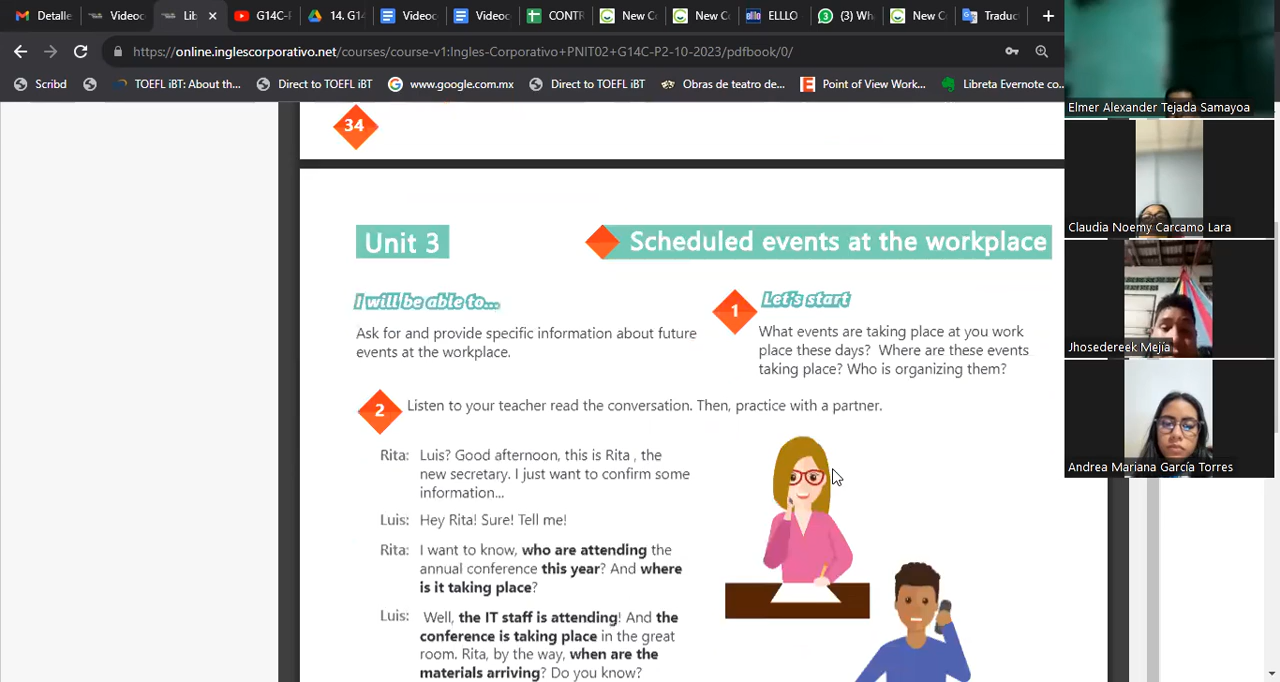 Detalle
Videoc
Lib
G14C-P
14. G14
Videoc
Videoc
CONTR
New Co
New Co
ELLLO
(3) Wha
New Co
Traduc
https://online.inglescorporativo.net/courses/course-v1:Ingles-Corporativo+PNIT02+G14C-P2-10-2023/pdfbook/0/
Scribd
TOEFL iBT: About th...
Direct to TOEFL iBT
www.google.com.mx
Direct to TOEFL iBT
Obras de teatro de...
Point of View Work...
Libreta Evernote co...
34
Unit 3
Scheduled events at the workplace
I will be able to...
Ask for and provide specific information about future
events at the workplace.
1
Let's start
What events are taking place at you work
place these days? Where are these events
taking place? Who is organizing them?
2
Listen to your teacher read the conversation. Then, practice with a partner.
Rita: Luis? Good afternoon, this is Rita , the
new secretary. I just want to confirm some
information...
Luis: Hey Rita! Sure! Tell me!
Rita: I want to know, who are attending the
annual conference this year? And where
is it taking place?
Luis: Well, the IT staff is attending! And the
conference is taking place in the great
room. Rita, by the way, when are the
materials arriving? Do you know?
Elmer Alexander Tejada Samayoa
Claudia Noemy Carcamo Lara
Jhosedereek Mejía
Andrea Mariana García Torres